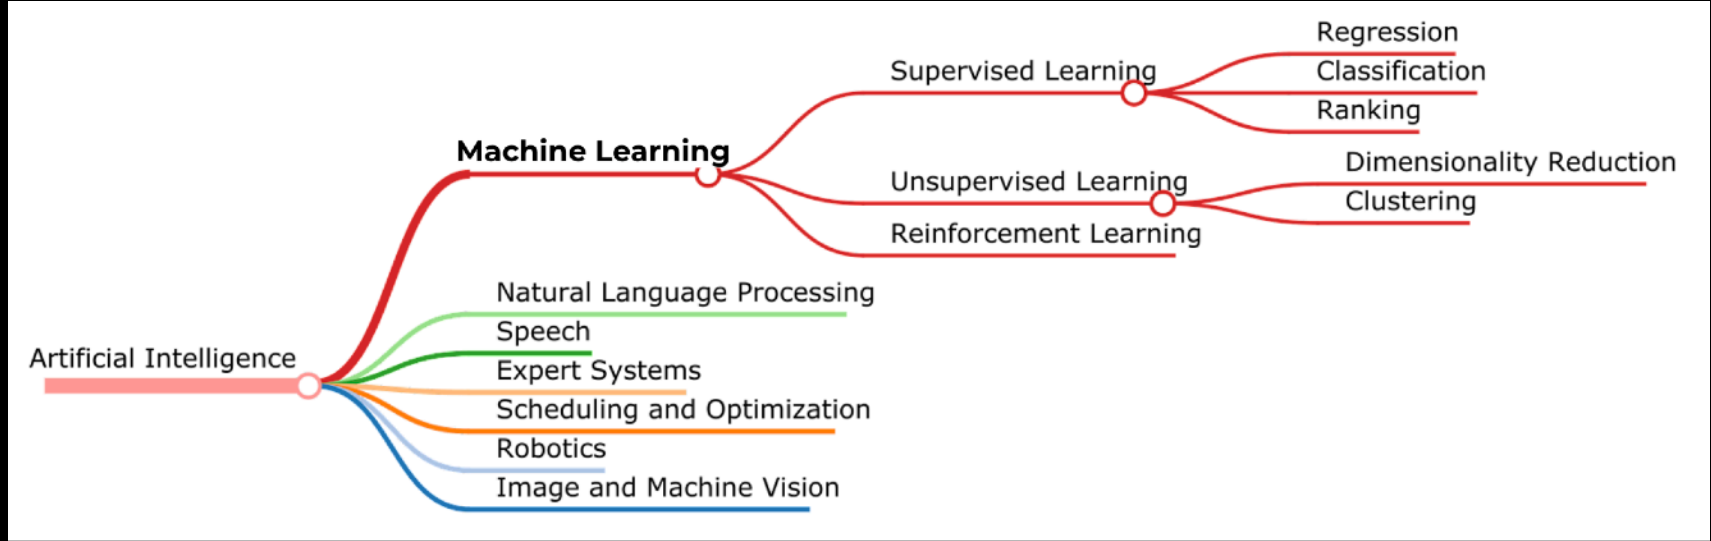 Artificial Intelligence
Machine Learning
Supervised Learning
Regression
Classification
Ranking
Unsupervised Learning
Dimensionality Reduction
Clustering
Reinforcement Learning
Natural Language Processing
Speech
Expert Systems
Scheduling and Optimization
Robotics
Image and Machine Vision